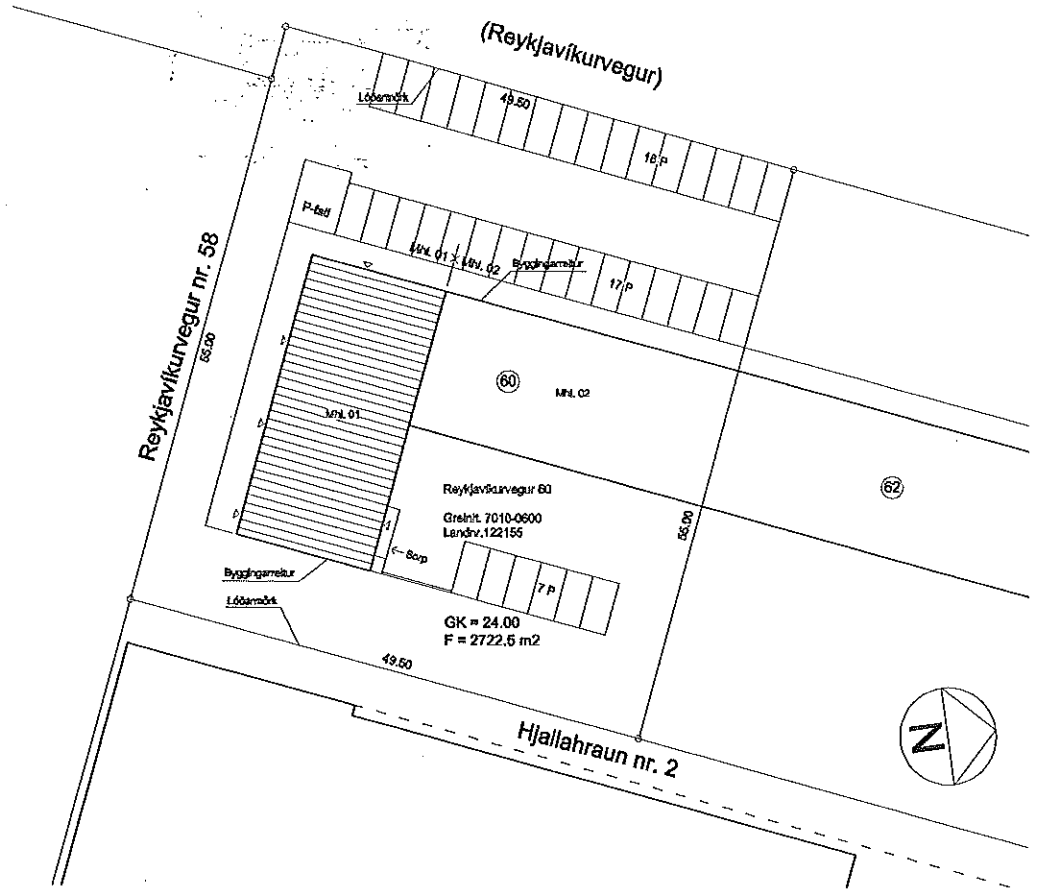 (Reykjavíkurvegur)
Lóðarmörk
49.50
16 P
P-fatl
Mhl. 01 X Mhl. 02
Byggingarreitur
17 P
Reykjavíkurvegur nr. 58
55.00
60
Mhl. 02
Mhl. 01
62
Reykjavíkurvegur 60
Greinit. 7010-0600
Landnr. 122155
55.00
Sorp
7 P
Byggingarreitur
Lóðarmörk
GK = 24.00
F = 2722,5 m2
49.50
Hjallahraun nr. 2
N